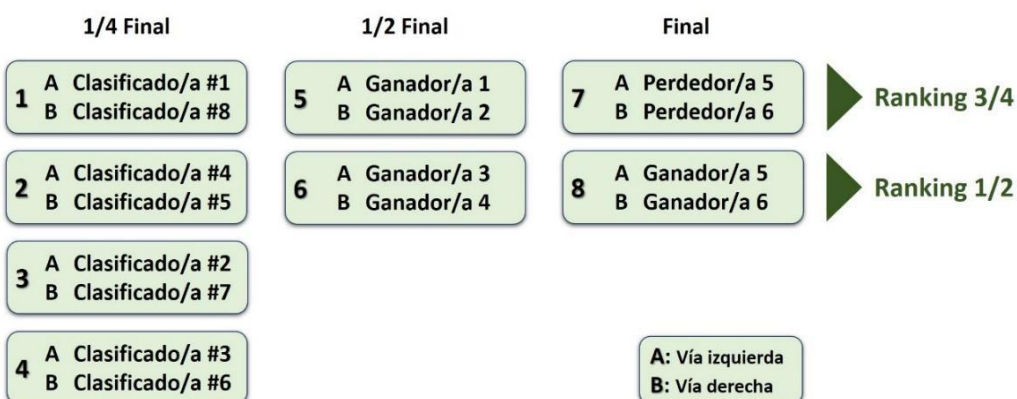 1/4 Final
1 A Clasificado/a #1
B Clasificado/a #8
2 A Clasificado/a #4
B Clasificado/a #5
3 A Clasificado/a #2
B Clasificado/a #7
4 A Clasificado/a #3
B Clasificado/a #6
1/2 Final
5 A Ganador/a 1
B Ganador/a 2
6 A Ganador/a 3
B Ganador/a 4
Final
7 A Perdedor/a 5
B Perdedor/a 6
Ranking 3/4
8 A Ganador/a 5
B Ganador/a 6
Ranking 1/2
A: Vía izquierda
B: Vía derecha